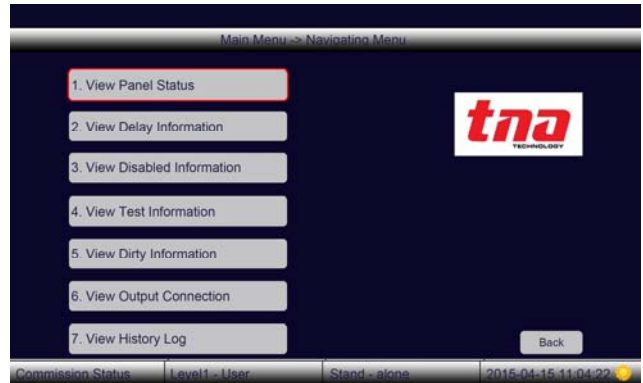 Main Menu -> Navigating Menu
1. View Panel Status
2. View Delay Information
3. View Disabled Information
4. View Test Information
5. View Dirty Information
6. View Output Connection
7. View History Log
tna
TECHNOLOGY
Back
Commission Status Level1 - User Stand - alone 2015-04-15 11:04:22